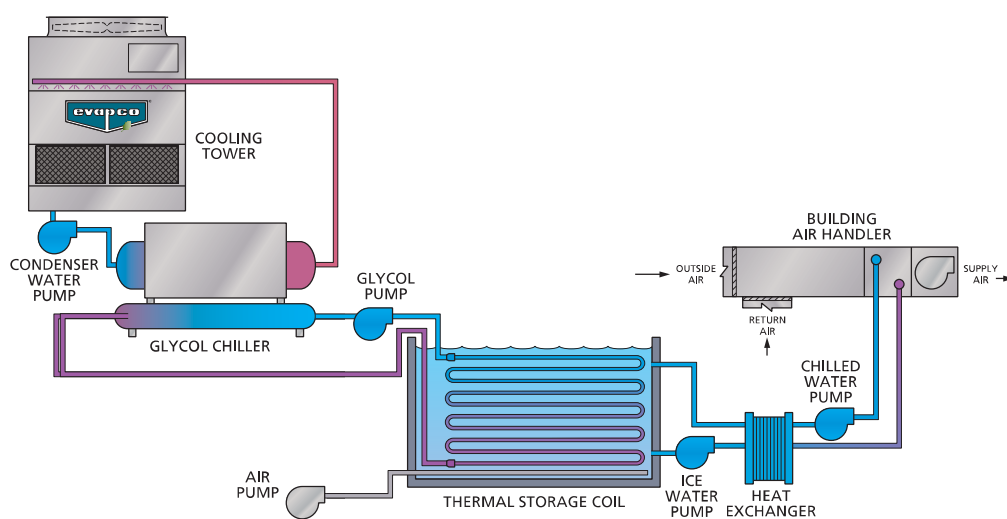 evapco
COOLING
TOWER
CONDENSER
WATER
PUMP
GLYCOL
PUMP
GLYCOL CHILLER
BUILDING
AIR HANDLER
OUTSIDE
AIR
SUPPLY
AIR
RETURN
AIR
CHILLED
WATER
PUMP
AIR
PUMP
THERMAL STORAGE COIL
ICE
WATER
PUMP
HEAT
EXCHANGER